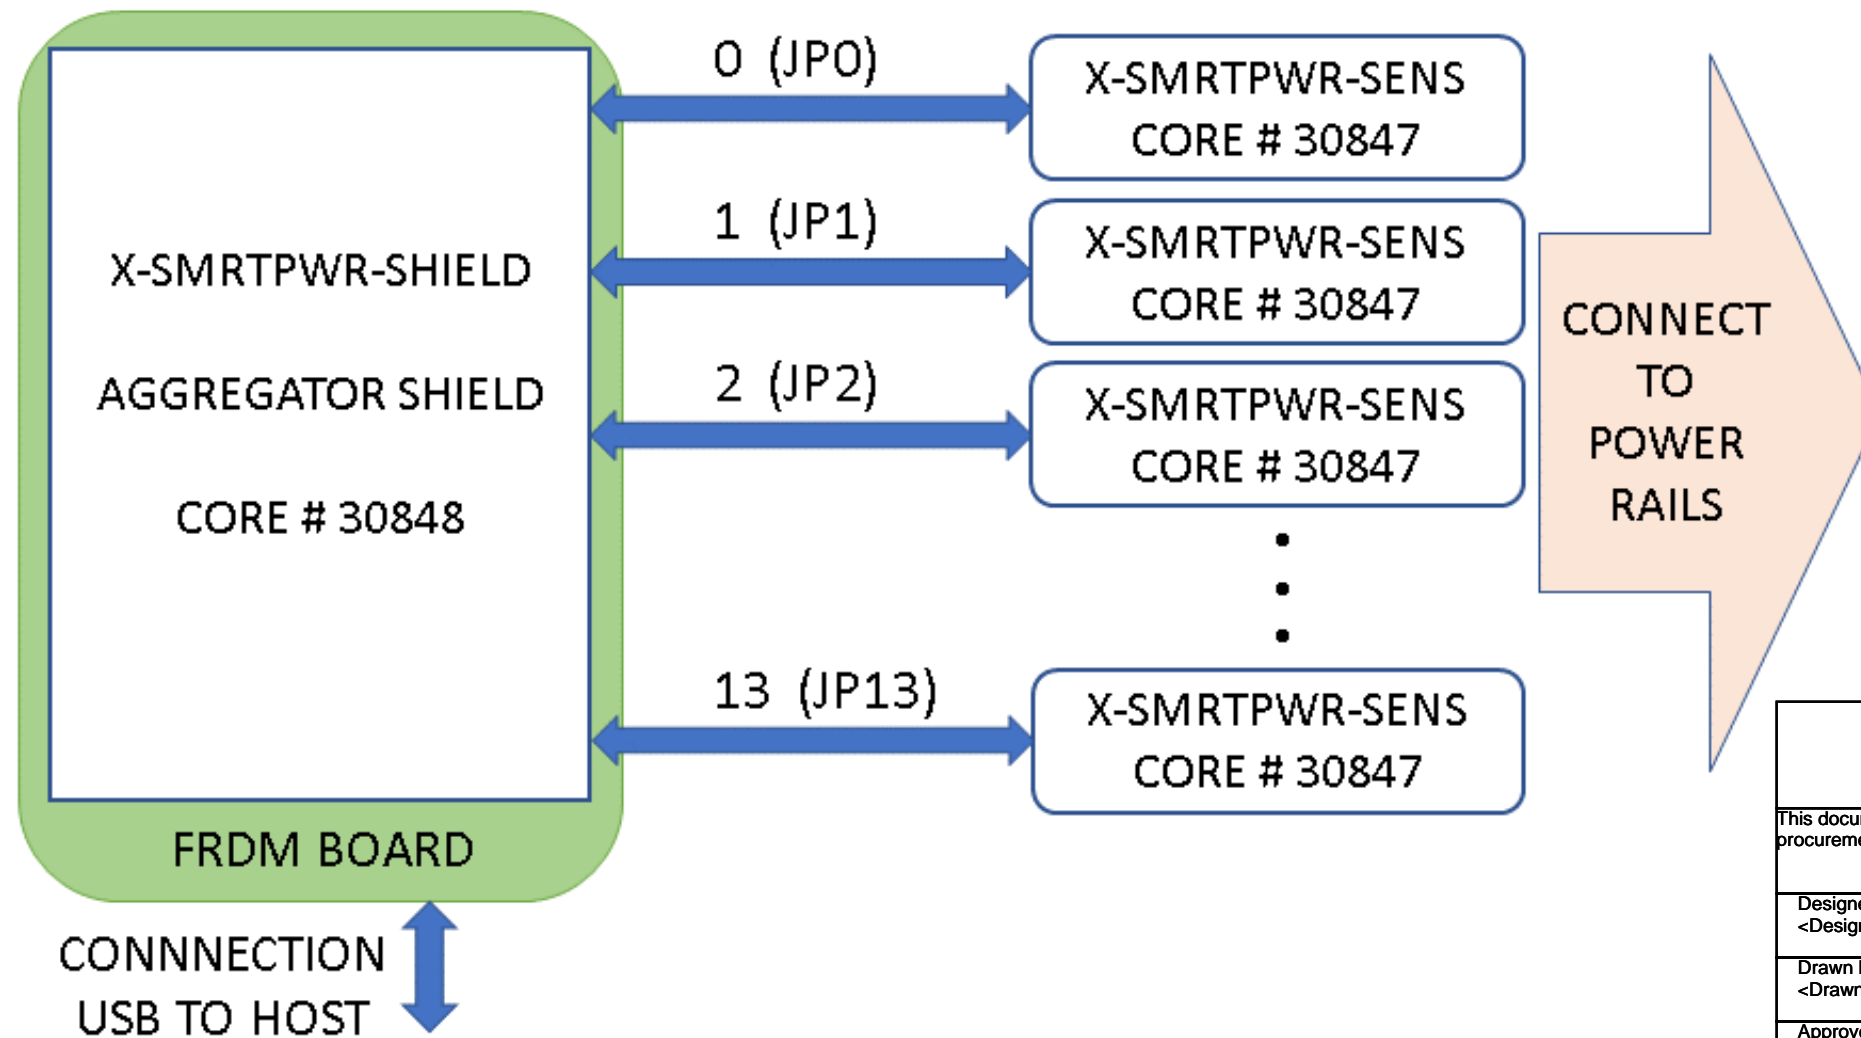 0 (JP0)
X-SMRTPWR-SENS
CORE # 30847
1 (JP1)
X-SMRTPWR-SENS
CORE # 30847
2 (JP2)
X-SMRTPWR-SENS
CORE # 30847
13 (JP13)
X-SMRTPWR-SENS
CORE # 30847
X-SMRTPWR-SHIELD
AGGREGATOR SHIELD
CORE # 30848
FRDM BOARD
CONNNECTION
USB TO HOST
CONNECT
TO
POWER
RAILS
This
Drawn